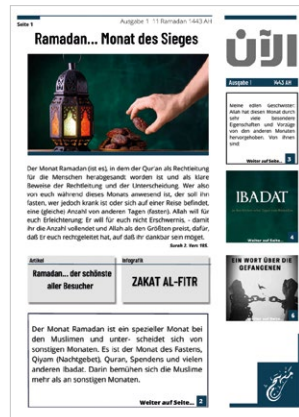 Seite 1
Ausgabe 1 11 Ramadan 1443 AH
Ramadan... Monat des Sieges
الآن
Ausgabe 1 1443 AH
Meine edlen Geschwister:
Allah hat diesen Monat durch
sehr viele besondere
Eigenschaften und Vorzüge
von den anderen Monaten
hervorgehoben. Von ihnen
sind:
Weiter auf Seite... 3
Der Monat Ramadan (ist es), in dem der Qur'an als Rechtleitung
für die Menschen herabgesandt worden ist und als klare
Beweise der Rechtleitung und der Unterscheidung. Wer also
von euch während dieses Monats anwesend ist, der soll ihn
fasten, wer jedoch krank ist oder sich auf einer Reise befindet,
eine (gleiche) Anzahl von anderen Tagen (fasten). Allah will für
euch Erleichterung; Er will für euch nicht Erschwernis, - damit
ihr die Anzahl vollendet und Allah als den Größten preist, dafür,
daß Er euch rechtgeleitet hat, auf daß ihr dankbar sein möget.
Surah 2. Vers 185.
IBADAT
Weiter auf Seite... 4
Artikel
Ramadan... der schönste
aller Besucher
Infografik
ZAKAT AL-FITR
EIN WORT ÜBER DIE
GEFANGENEN
Weiter auf Seite... 6
Der Monat Ramadan ist ein spezieller Monat bei
den Muslimen und unter- scheidet sich von
sonstigen Monaten. Es ist der Monat des Fastens,
Qiyam (Nachtgebet), Quran, Spendens und vielen
anderen Ibadat. Darin bemühen sich die Muslime
mehr als an sonstigen Monaten.
Weiter auf Seite... 2